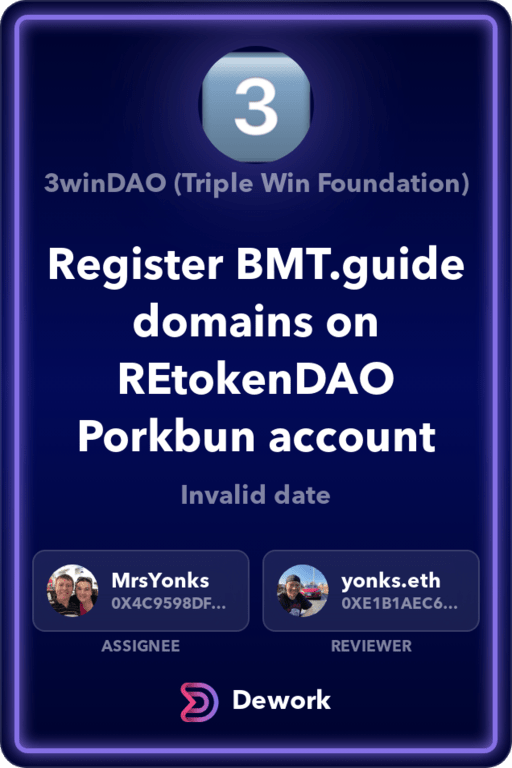 3
3winDAO (Triple Win Foundation)
Register BMT.guide
domains on
REtokenDAO
Porkbun account
Invalid date
MrsYonks
0X4C9598DF...
yonks.eth
0XE1B1AEC6...
ASSIGNEE
REVIEWER
Dework